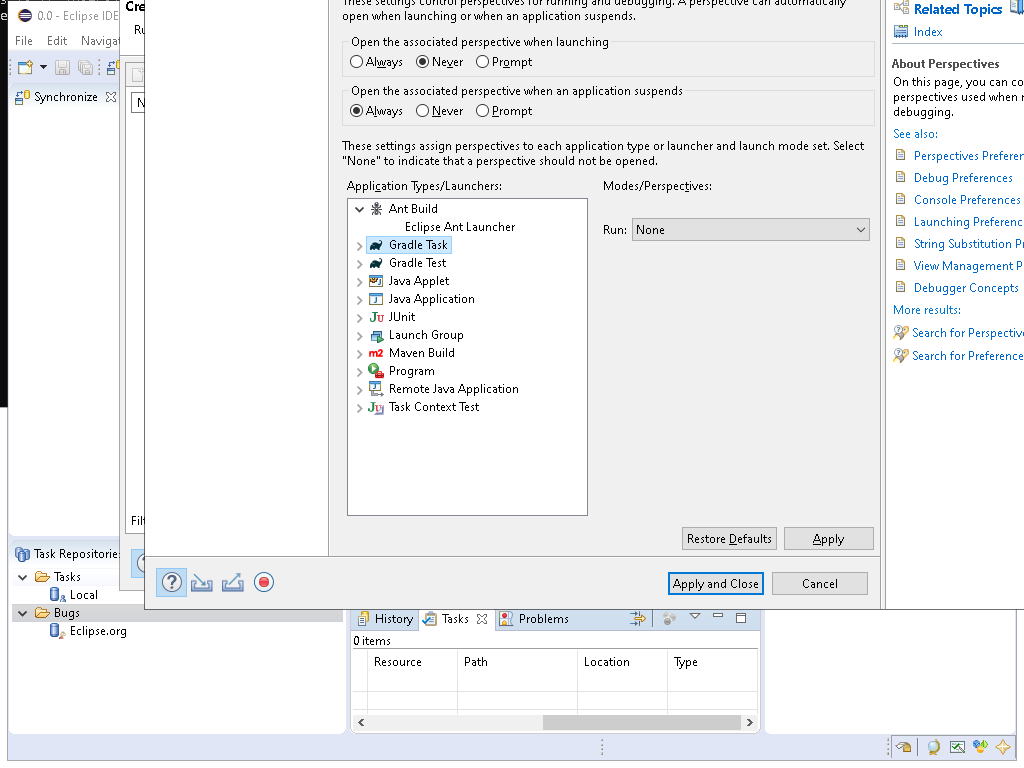 0.0 - Eclipse IDE
File Edit Navigat
Synchronize
Cre
Ru
N
Filt
These settings control perspectives for running and debugging. A perspective can automatically
open when launching or when an application suspends.
Open the associated perspective when launching
Always Never Prompt
Open the associated perspective when an application suspends
Always Never Prompt
These settings assign perspectives to each application type or launcher and launch mode set. Select
"None" to indicate that a perspective should not be opened.
Application Types/Launchers:
Modes/Perspectives:
Ant Build
Eclipse Ant Launcher
Gradle Task
Gradle Test
Java Applet
Java Application
JUnit
Launch Group
Maven Build
Program
Remote Java Application
Task Context Test
Run: None
Restore Defaults Apply
Apply and Close Cancel
Related Topics
Index
About Perspectives
On this page, you can co
perspectives used when r
debugging.
See also:
Perspectives Preferen
Debug Preferences
Console Preferences
Launching Preferenc
String Substitution P
View Management P
Debugger Concepts
More results:
Search for Perspective
Search for Preference
Task Repositorie
Tasks
Local
Bugs
Eclipse.org
History Tasks Problems
0 items
Resource Path Location Type